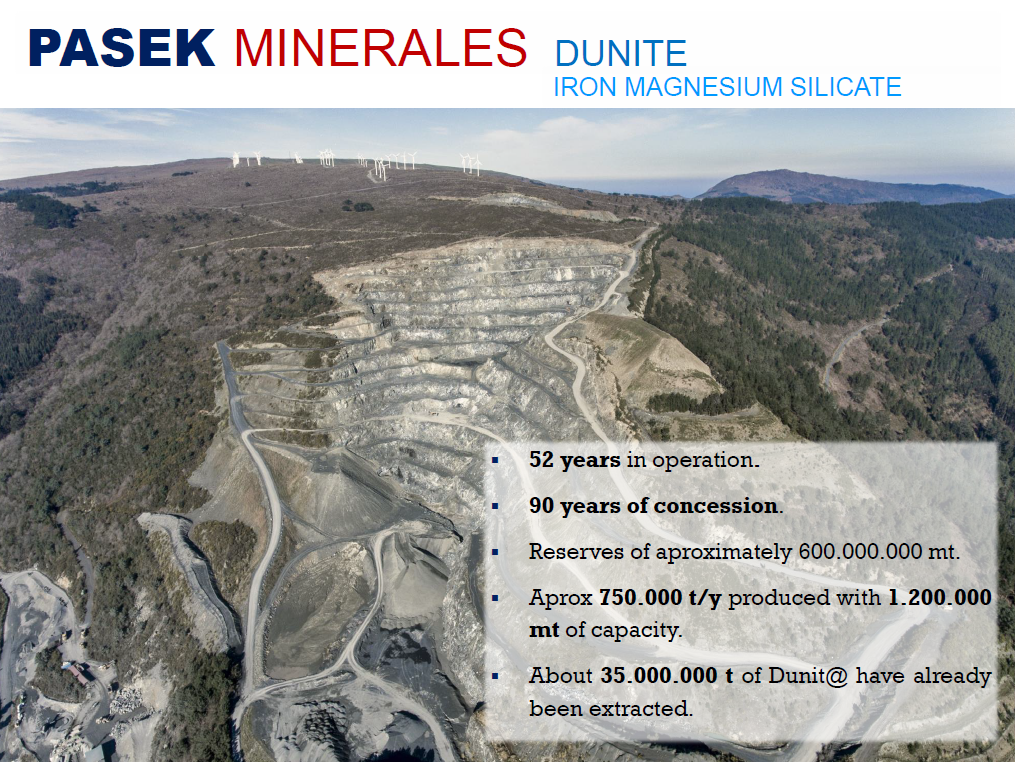 PASEK MINERALES DUNITE
IRON MAGNESIUM SILICATE
▪ 52 years in operation.
▪ 90 years of concession.
▪ Reserves of aproximately 600.000.000 mt.
▪ Aprox 750.000 t/y produced with 1.200.000
mt of capacity.
▪ About 35.000.000 t of Dunit@ have already
been extracted.